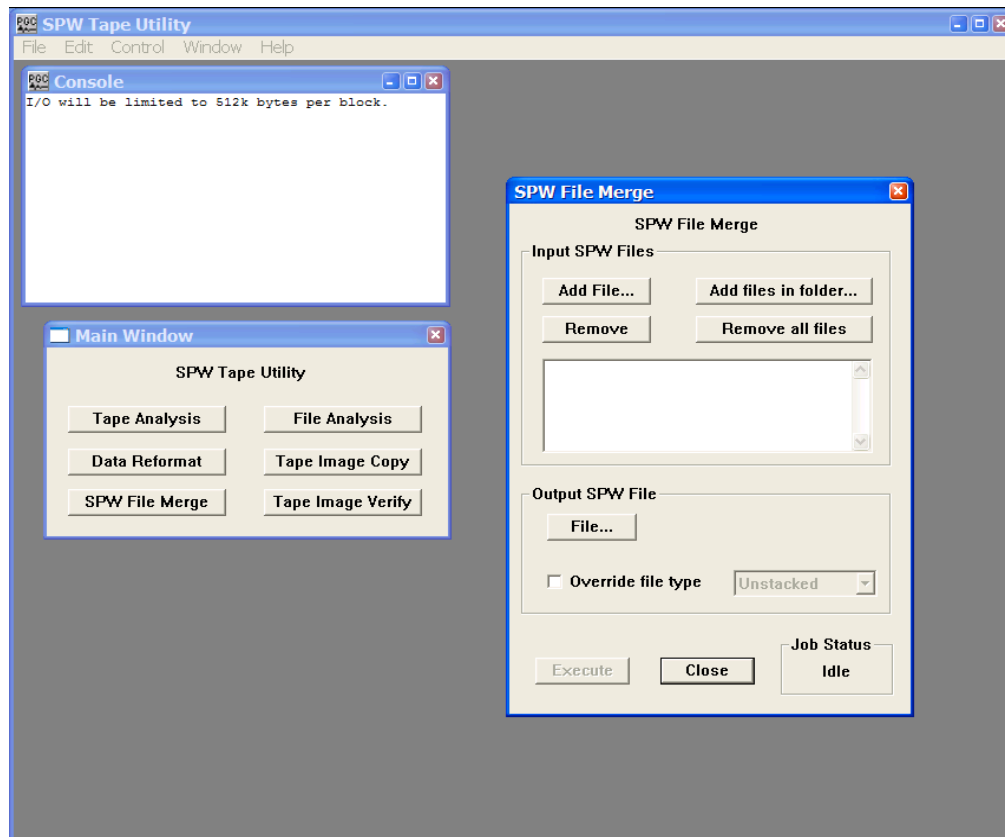 PGC SPW Tape Utility
File Edit Control Window Help
PGC Console
I/O will be limited to 512k bytes per block.
Main Window
SPW Tape Utility
Tape Analysis File Analysis
Data Reformat Tape Image Copy
SPW File Merge Tape Image Verify
SPW File Merge
SPW File Merge
Input SPW Files
Add File... Add files in folder...
Remove Remove all files
Output SPW File
File...
Override file type Unstacked
Job Status
Execute Close Idle